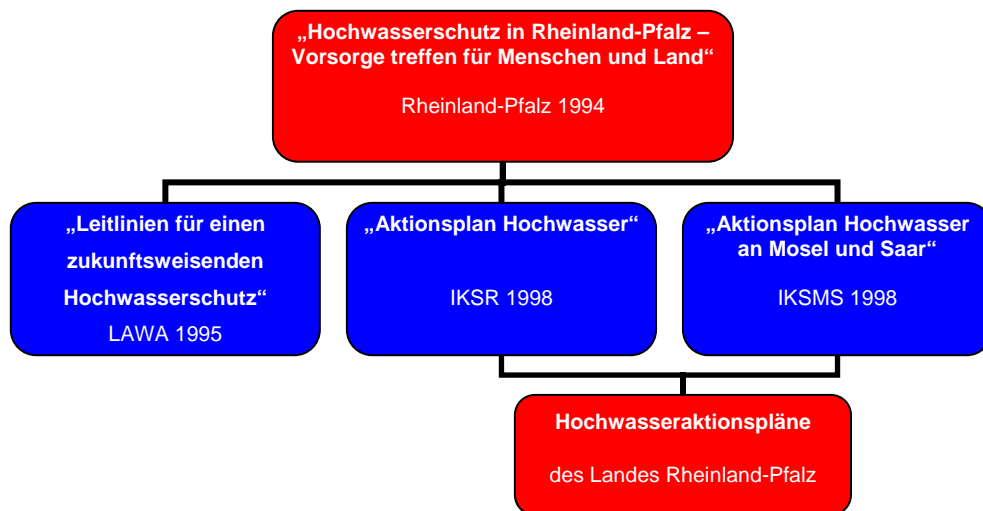 „Hochwasserschutz in Rheinland-Pfalz –
Vorsorge treffen für Menschen und Land“
Rheinland-Pfalz 1994
„Leitlinien für einen
zukunftsweisenden
Hochwasserschutz“
LAWA 1995
„Aktionsplan Hochwasser“
IKSR 1998
„Aktionsplan Hochwasser
an Mosel und Saar“
IKSMS 1998
Hochwasseraktionspläne
des Landes Rheinland-Pfalz